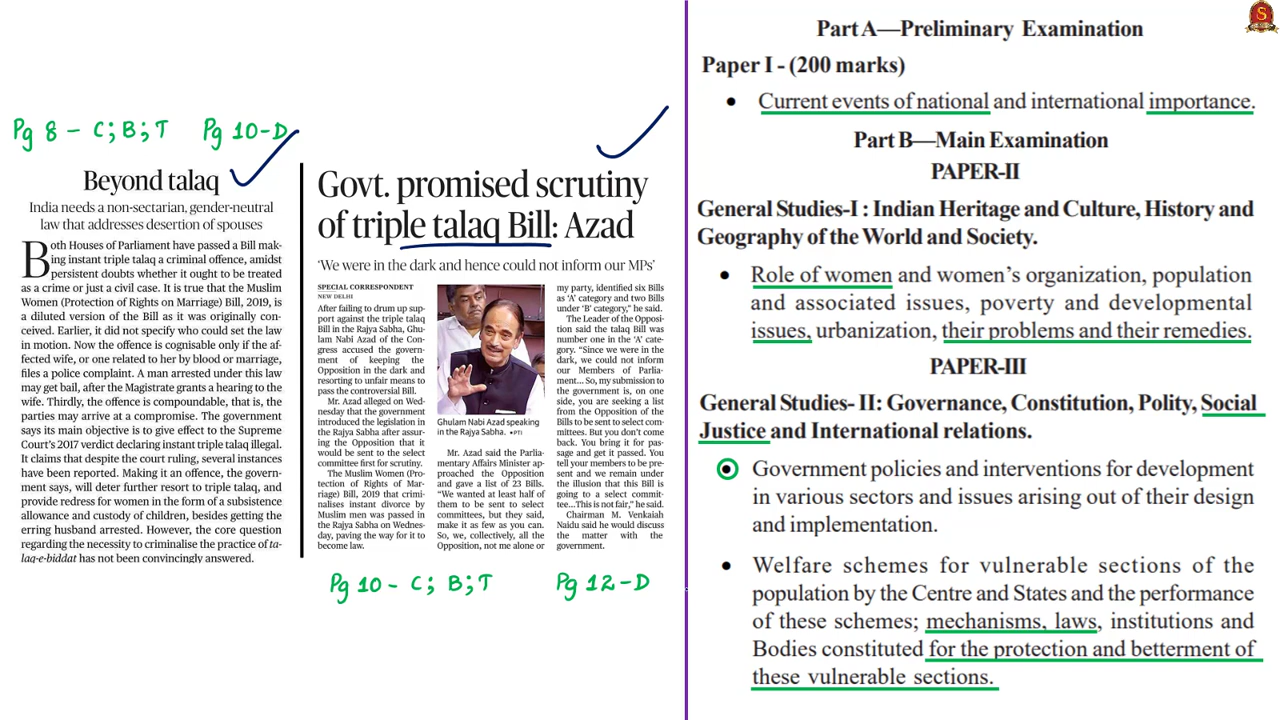 Pg 8 - C; B; T Pg 10-D
Beyond talaq
India needs a non-sectarian, gender-neutral
law that addresses desertion of spouses
Both Houses of Parliament have passed a Bill mak-
ing instant triple talaq a criminal offence, amidst
persistent doubts whether it ought to be treated
as a crime or just a civil case. It is true that the Muslim
Women (Protection of Rights on Marriage) Bill, 2019, is
a diluted version of the Bill as it was originally con-
ceived. Earlier, it did not specify who could set the law
in motion. Now the offence is cognisable only if the af-
fected wife, or one related to her by blood or marriage,
files a police complaint. A man arrested under this law
may get bail, after the Magistrate grants a hearing to the
wife. Thirdly, the offence is compoundable, that is, the
parties may arrive at a compromise. The government
says its main objective is to give effect to the Supreme
Court's 2017 verdict declaring instant triple talaq illegal.
It claims that despite the court ruling, several instances
have been reported. Making it an offence, the govern-
ment says, will deter further resort to triple talaq, and
provide redress for women in the form of a subsistence
allowance and custody of children, besides getting the
erring husband arrested. However, the core question
regarding the necessity to criminalise the practice of ta-
laq-e-biddat has not been convincingly answered.
Govt. promised scrutiny
of triple talaq Bill: Azad
'We were in the dark and hence could not inform our MPs'
SPECIAL CORRESPONDENT
NEW DELHI
After failing to drum up sup-
port against the triple talaq
Bill in the Rajya Sabha, Ghu-
lam Nabi Azad of the Con-
gress accused the govern-
ment of keeping the
Opposition in the dark and
resorting to unfair means to
pass the controversial Bill.
Mr. Azad alleged on Wed-
nesday that the government
introduced the legislation in
the Rajya Sabha after assur-
ing the Opposition that it
would be sent to the select
committee first for scrutiny.
The Muslim Women (Pro-
tection of Rights of Mar-
riage) Bill, 2019 that crimi-
nalises instant divorce by
Muslim men was passed in
the Rajya Sabha on Wednes-
day, paving the way for it to
become law.
Ghulam Nabi Azad speaking
in the Rajya Sabha. •PTI
Mr. Azad said the Parlia-
mentary Affairs Minister ap-
proached the Opposition
and gave a list of 23 Bills.
"We wanted at least half of
them to be sent to select
committees, but they said,
make it as few as you can.
So, we, collectively, all the
Opposition, not me alone or
my party, identified six Bills
as 'A' category and two Bills
under 'B' category," he said.
The Leader of the Opposi-
tion said the talaq Bill was
number one in the 'A' cate-
gory. "Since we were in the
dark, we could not inform
our Members of Parlia-
ment... So, my submission to
the government is, on one
side, you are seeking a list
from the Opposition of the
Bills to be sent to select com-
mittees. But you don't come
back. You bring it for pas-
sage and get it passed. You
tell your members to be pre-
sent and we remain under
the illusion that this Bill is
going to a select commit-
tee...This is not fair," he said.
Chairman M. Venkaiah
Naidu said he would discuss
the matter with the
government.
Pg 10 - C; B; T Pg 12-D
S
Part A—Preliminary Examination
Paper I - (200 marks)
• Current events of national and international importance.
Part B—Main Examination
PAPER-II
General Studies-I : Indian Heritage and Culture, History and
Geography of the World and Society.
• Role of women and women's organization, population
and associated issues, poverty and developmental
issues, urbanization, their problems and their remedies.
PAPER-III
General Studies- II: Governance, Constitution, Polity, Social
Justice and International relations.
• Government policies and interventions for development
in various sectors and issues arising out of their design
and implementation.
• Welfare schemes for vulnerable sections of the
population by the Centre and States and the performance
of these schemes; mechanisms, laws, institutions and
Bodies constituted for the protection and betterment of
these vulnerable sections.